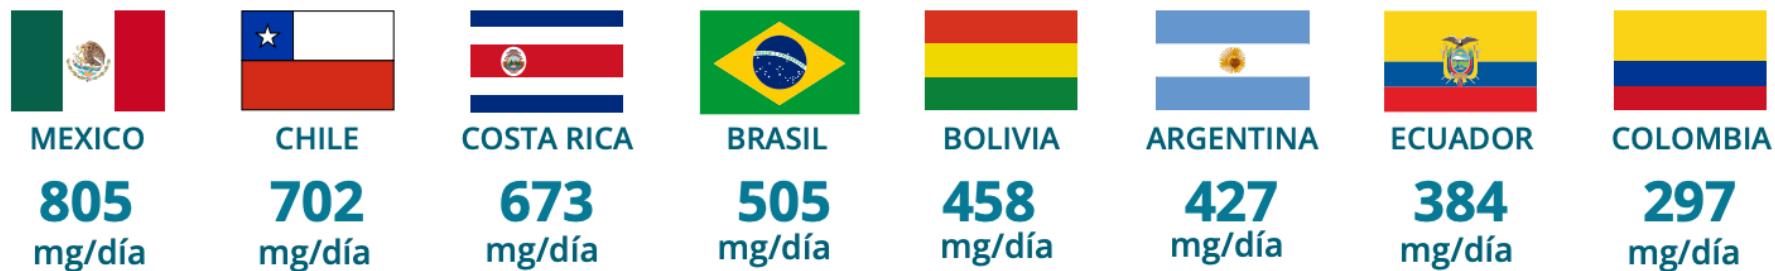 MEXICO CHILE COSTA RICA BRASIL BOLIVIA ARGENTINA ECUADOR COLOMBIA
805 702 673 505 458 427 384 297
mg/día mg/día mg/día mg/día mg/día mg/día mg/día mg/día